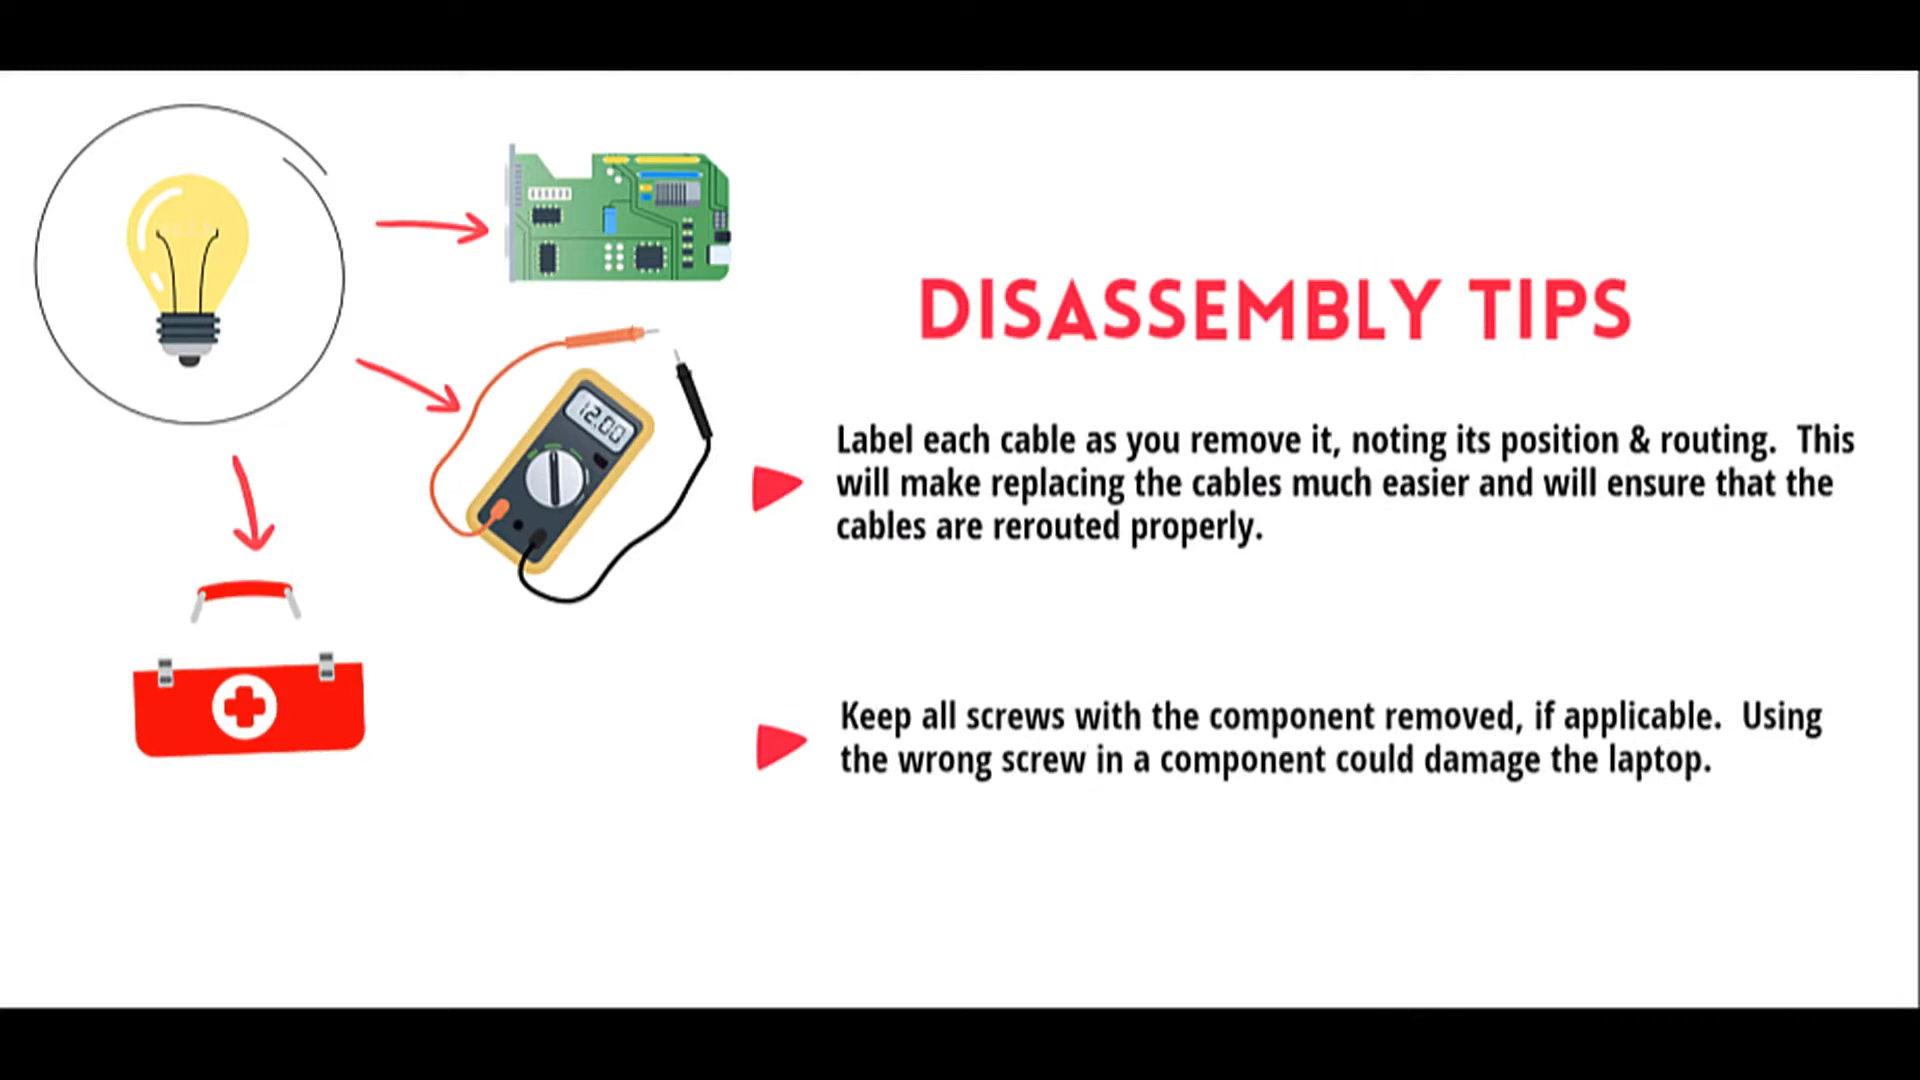 12.00
DISASSEMBLY TIPS
Label each cable as you remove it, noting its position & routing. This
will make replacing the cables much easier and will ensure that the
cables are rerouted properly.
Keep all screws with the component removed, if applicable. Using
the wrong screw in a component could damage the laptop.